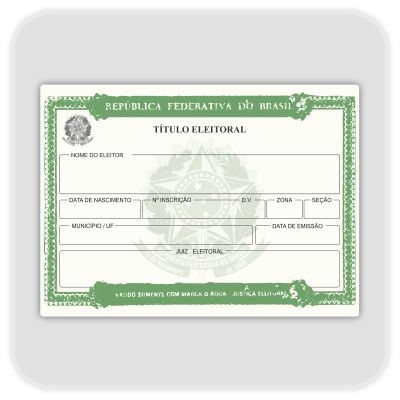 REPÚBLICA FEDERATIVA DO BRASIL
TÍTULO ELEITORAL
NOME DO ELEITOR
DATA DE NASCIMENTO Nº INSCRIÇÃO D.V. ZONA SEÇÃO
MUNICÍPIO / UF DATA DE EMISSÃO
JUIZ ELEITORAL
VÁLIDO SOMENTE COM MARCA D'ÁGUA - JUSTIÇA ELEITORAL